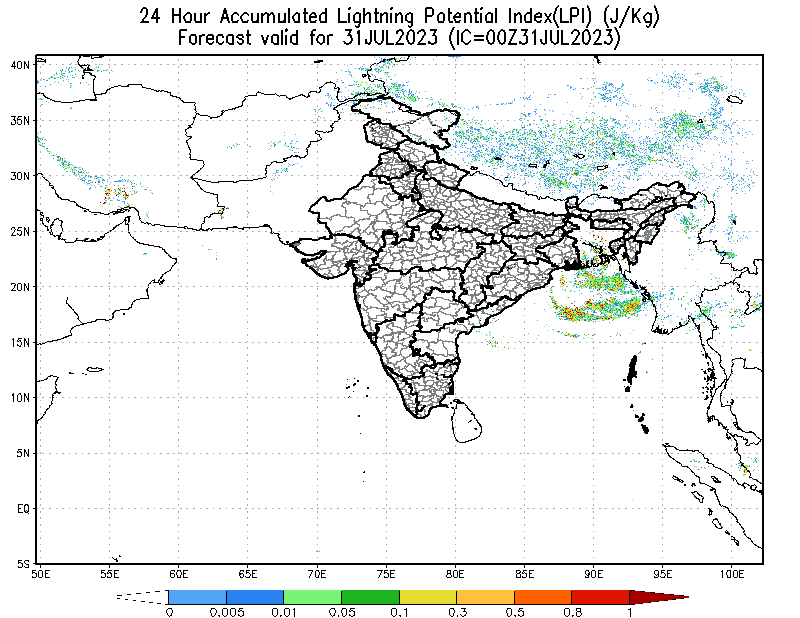 24 Hour Accumulated Lightning Potential Index(LPI) (J/Kg)
Forecast valid for 31JUL2023 (IC=00Z31JUL2023)
40N
35N
30N
25N
20N
15N
10N
5N
EQ
5S
50E 55E 60E 65E 70E 75E 80E 85E 90E 95E 100E
0 0.005 0.01 0.05 0.1 0.3 0.5 0.8 1